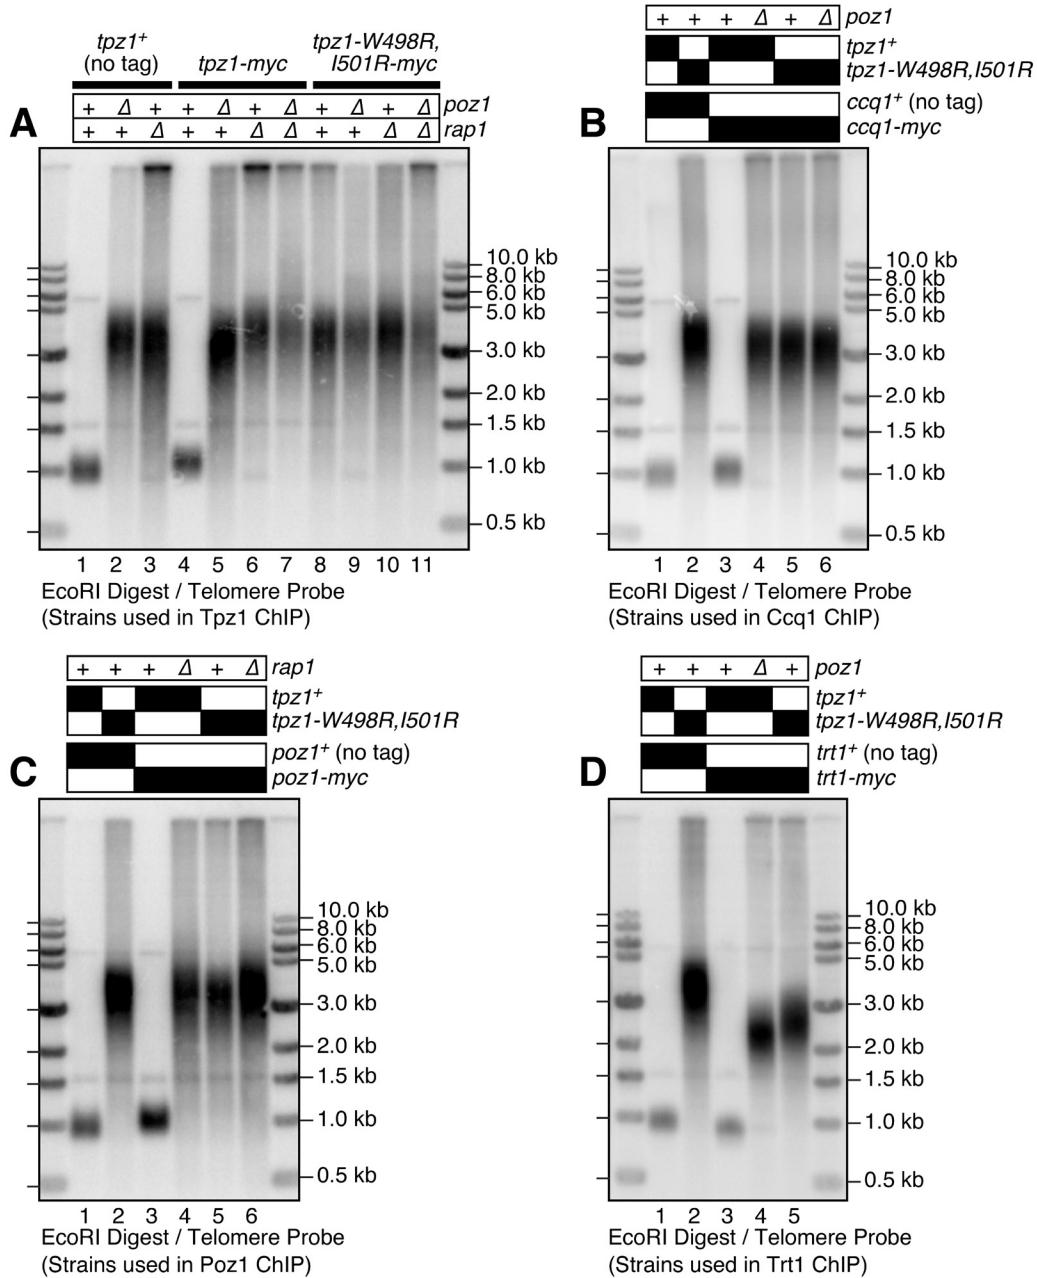 A
tpz1+ (no tag)
tpz1-myc
tpz1-W498R, I501R-myc
+ Δ + + Δ + Δ + Δ + Δ poz1
+ + Δ + + Δ Δ + + Δ Δ rap1
10.0 kb
8.0 kb
6.0 kb
5.0 kb
3.0 kb
2.0 kb
1.5 kb
1.0 kb
0.5 kb
1 2 3 4 5 6 7 8 9 10 11
EcoRI Digest / Telomere Probe
(Strains used in Tpz1 ChIP)
B
+ + + Δ + Δ poz1
tpz1+
tpz1-W498R,I501R
ccq1+ (no tag)
ccq1-myc
10.0 kb
8.0 kb
6.0 kb
5.0 kb
3.0 kb
2.0 kb
1.5 kb
1.0 kb
0.5 kb
1 2 3 4 5 6
EcoRI Digest / Telomere Probe
(Strains used in Ccq1 ChIP)
C
+ + + Δ + Δ rap1
tpz1+
tpz1-W498R,I501R
poz1+ (no tag)
poz1-myc
10.0 kb
8.0 kb
6.0 kb
5.0 kb
3.0 kb
2.0 kb
1.5 kb
1.0 kb
0.5 kb
1 2 3 4 5 6
EcoRI Digest / Telomere Probe
(Strains used in Poz1 ChIP)
D
+ + + Δ + poz1
tpz1+
tpz1-W498R,I501R
trt1+ (no tag)
trt1-myc
10.0 kb
8.0 kb
6.0 kb
5.0 kb
3.0 kb
2.0 kb
1.5 kb
1.0 kb
0.5 kb
1 2 3 4 5
EcoRI Digest / Telomere Probe
(Strains used in Trt1 ChIP)